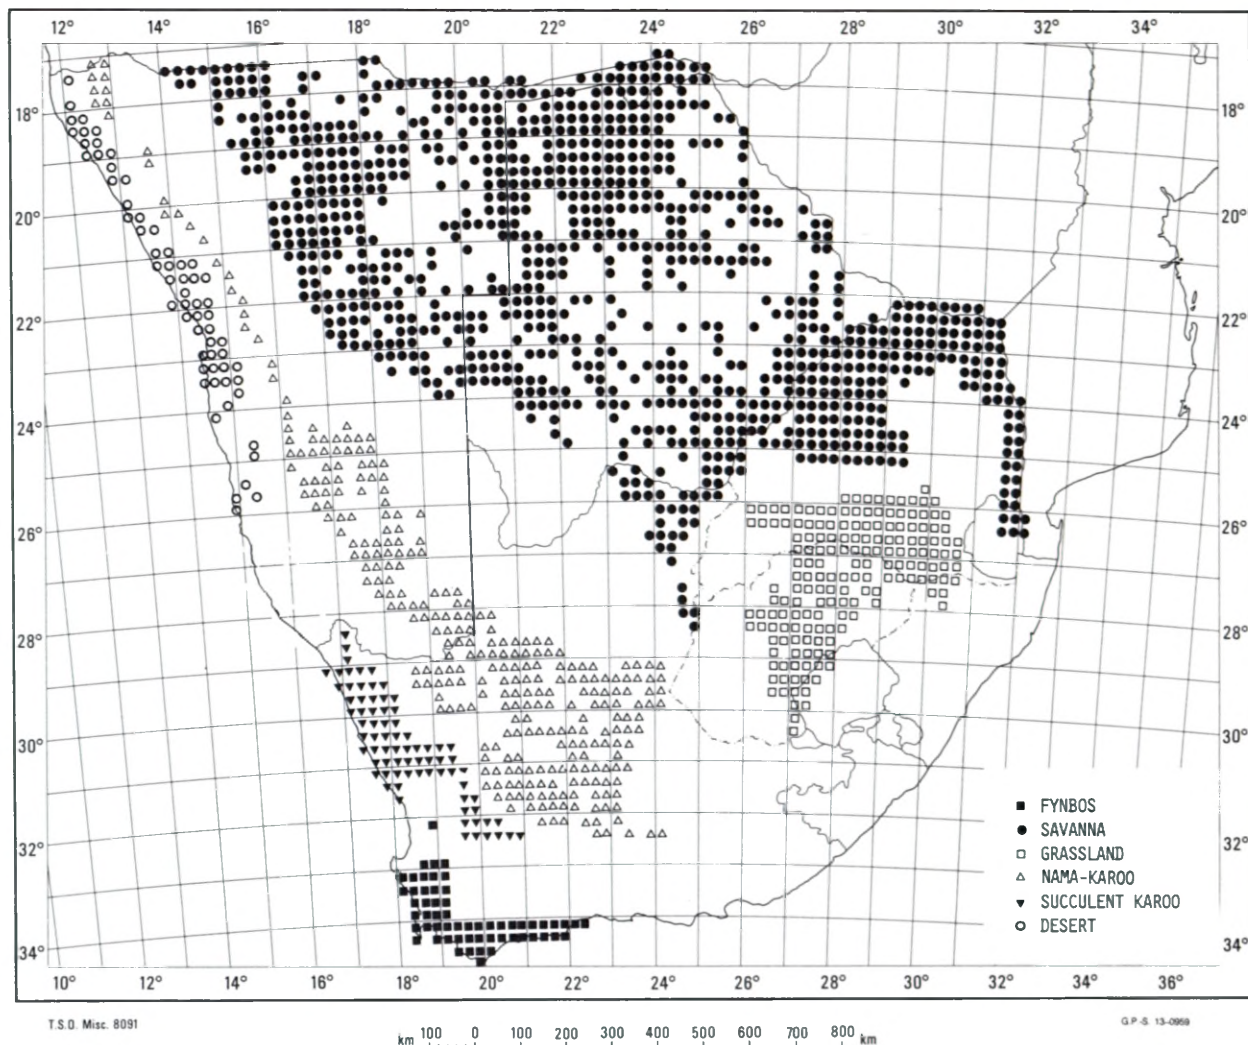 12° 14° 16° 18° 20° 22° 24° 26° 28° 30° 32° 34°
18° 18°
20° 20°
22° 22°
24° 24°
26° 26°
28° 28°
30° 30°
32° 32°
34° 34°
FYNBOS
SAVANNA
GRASSLAND
NAMA-KAROO
SUCCULENT KAROO
DESERT
10° 12° 14° 16° 18° 20° 22° 24° 26° 28° 30° 32° 34° 36°
T.S.D. Misc. 8091
G.P.-S. 13-0959
km 100 0 100 200 300 400 500 600 700 800 km